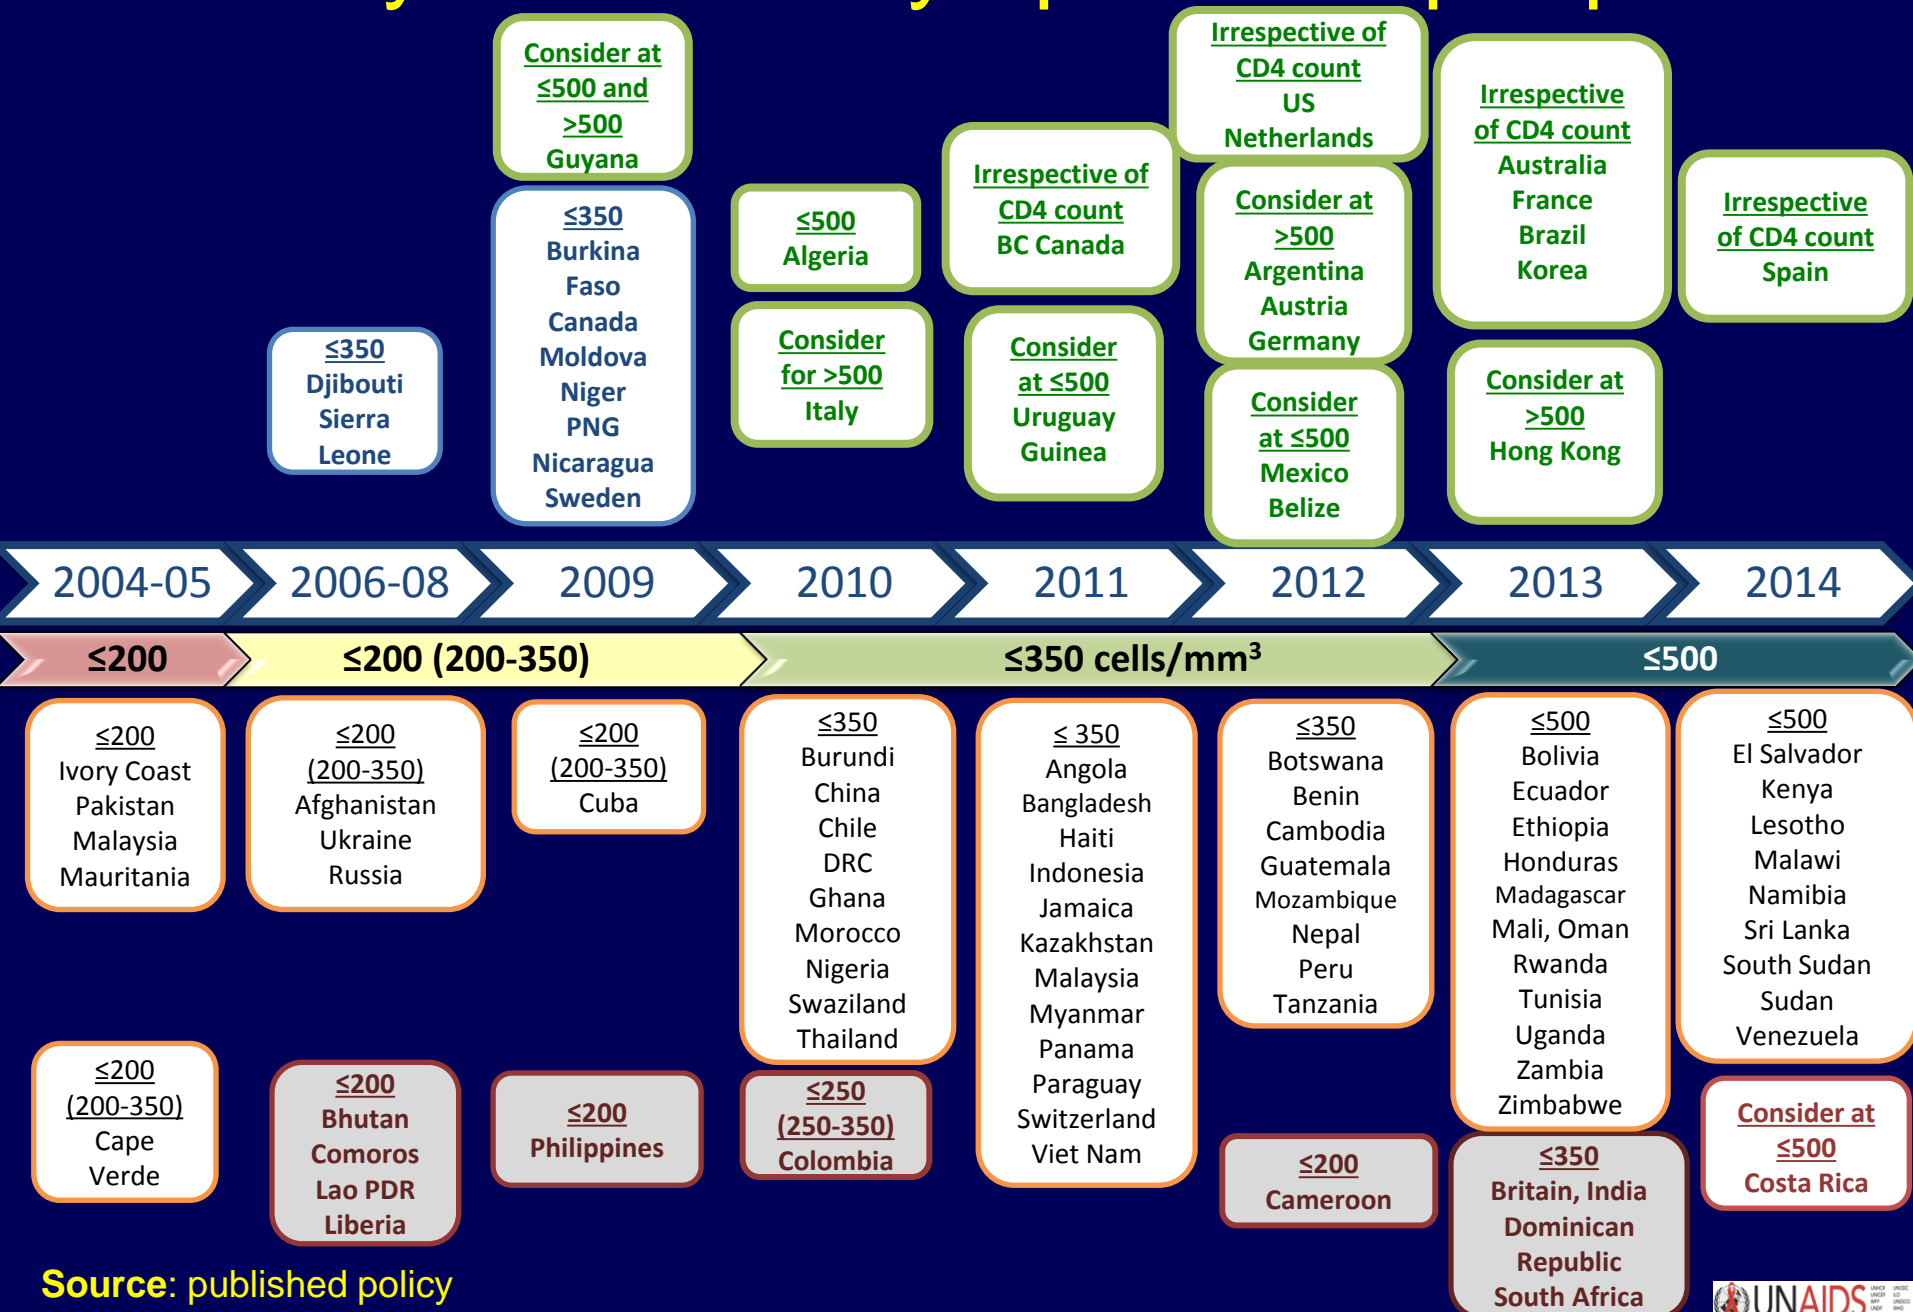 Consider at
≤500 and
>500
Guyana
≤350
Burkina
Faso
Canada
Moldova
Niger
PNG
Nicaragua
Sweden
≤350
Djibouti
Sierra
Leone
≤500
Algeria
Consider
for >500
Italy
Irrespective of
CD4 count
BC Canada
Consider
at ≤500
Uruguay
Guinea
Irrespective of
CD4 count
US
Netherlands
Consider at
>500
Argentina
Austria
Germany
Consider
at ≤500
Mexico
Belize
Irrespective
of CD4 count
Australia
France
Brazil
Korea
Consider at
>500
Hong Kong
Irrespective
of CD4 count
Spain
2004-05
2006-08
2009
2010
2011
2012
2013
2014
≤200
≤200 (200-350)
≤350 cells/mm³
≤500
≤200
Ivory Coast
Pakistan
Malaysia
Mauritania
≤200
(200-350)
Cape
Verde
≤200
(200-350)
Afghanistan
Ukraine
Russia
≤200
Bhutan
Comoros
Lao PDR
Liberia
≤200
(200-350)
Cuba
≤200
Philippines
≤350
Burundi
China
Chile
DRC
Ghana
Morocco
Nigeria
Swaziland
Thailand
≤250
(250-350)
Colombia
≤ 350
Angola
Bangladesh
Haiti
Indonesia
Jamaica
Kazakhstan
Malaysia
Myanmar
Panama
Paraguay
Switzerland
Viet Nam
≤350
Botswana
Benin
Cambodia
Guatemala
Mozambique
Nepal
Peru
Tanzania
≤200
Cameroon
≤500
Bolivia
Ecuador
Ethiopia
Honduras
Madagascar
Mali, Oman
Rwanda
Tunisia
Uganda
Zambia
Zimbabwe
≤350
Britain, India
Dominican
Republic
South Africa
≤500
El Salvador
Kenya
Lesotho
Malawi
Namibia
Sri Lanka
South Sudan
Sudan
Venezuela
Consider at
≤500
Costa Rica
Source: published policy
UNAIDS